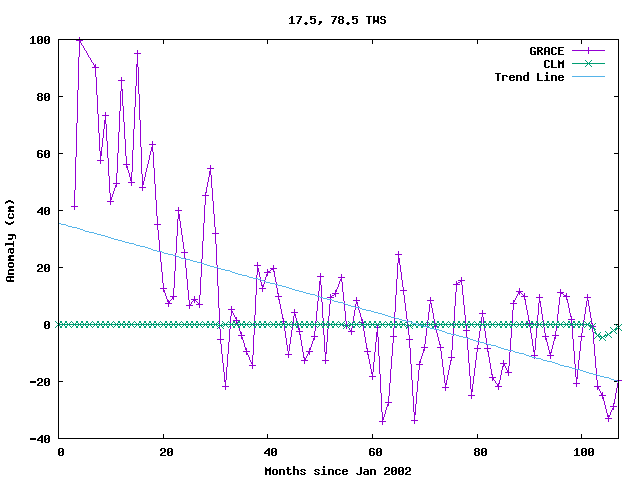 17.5, 78.5 TWS
GRACE
CLM
Trend Line
100
80
60
40
20
0
-20
-40
Anomaly (cm)
0 20 40 60 80 100
Months since Jan 2002